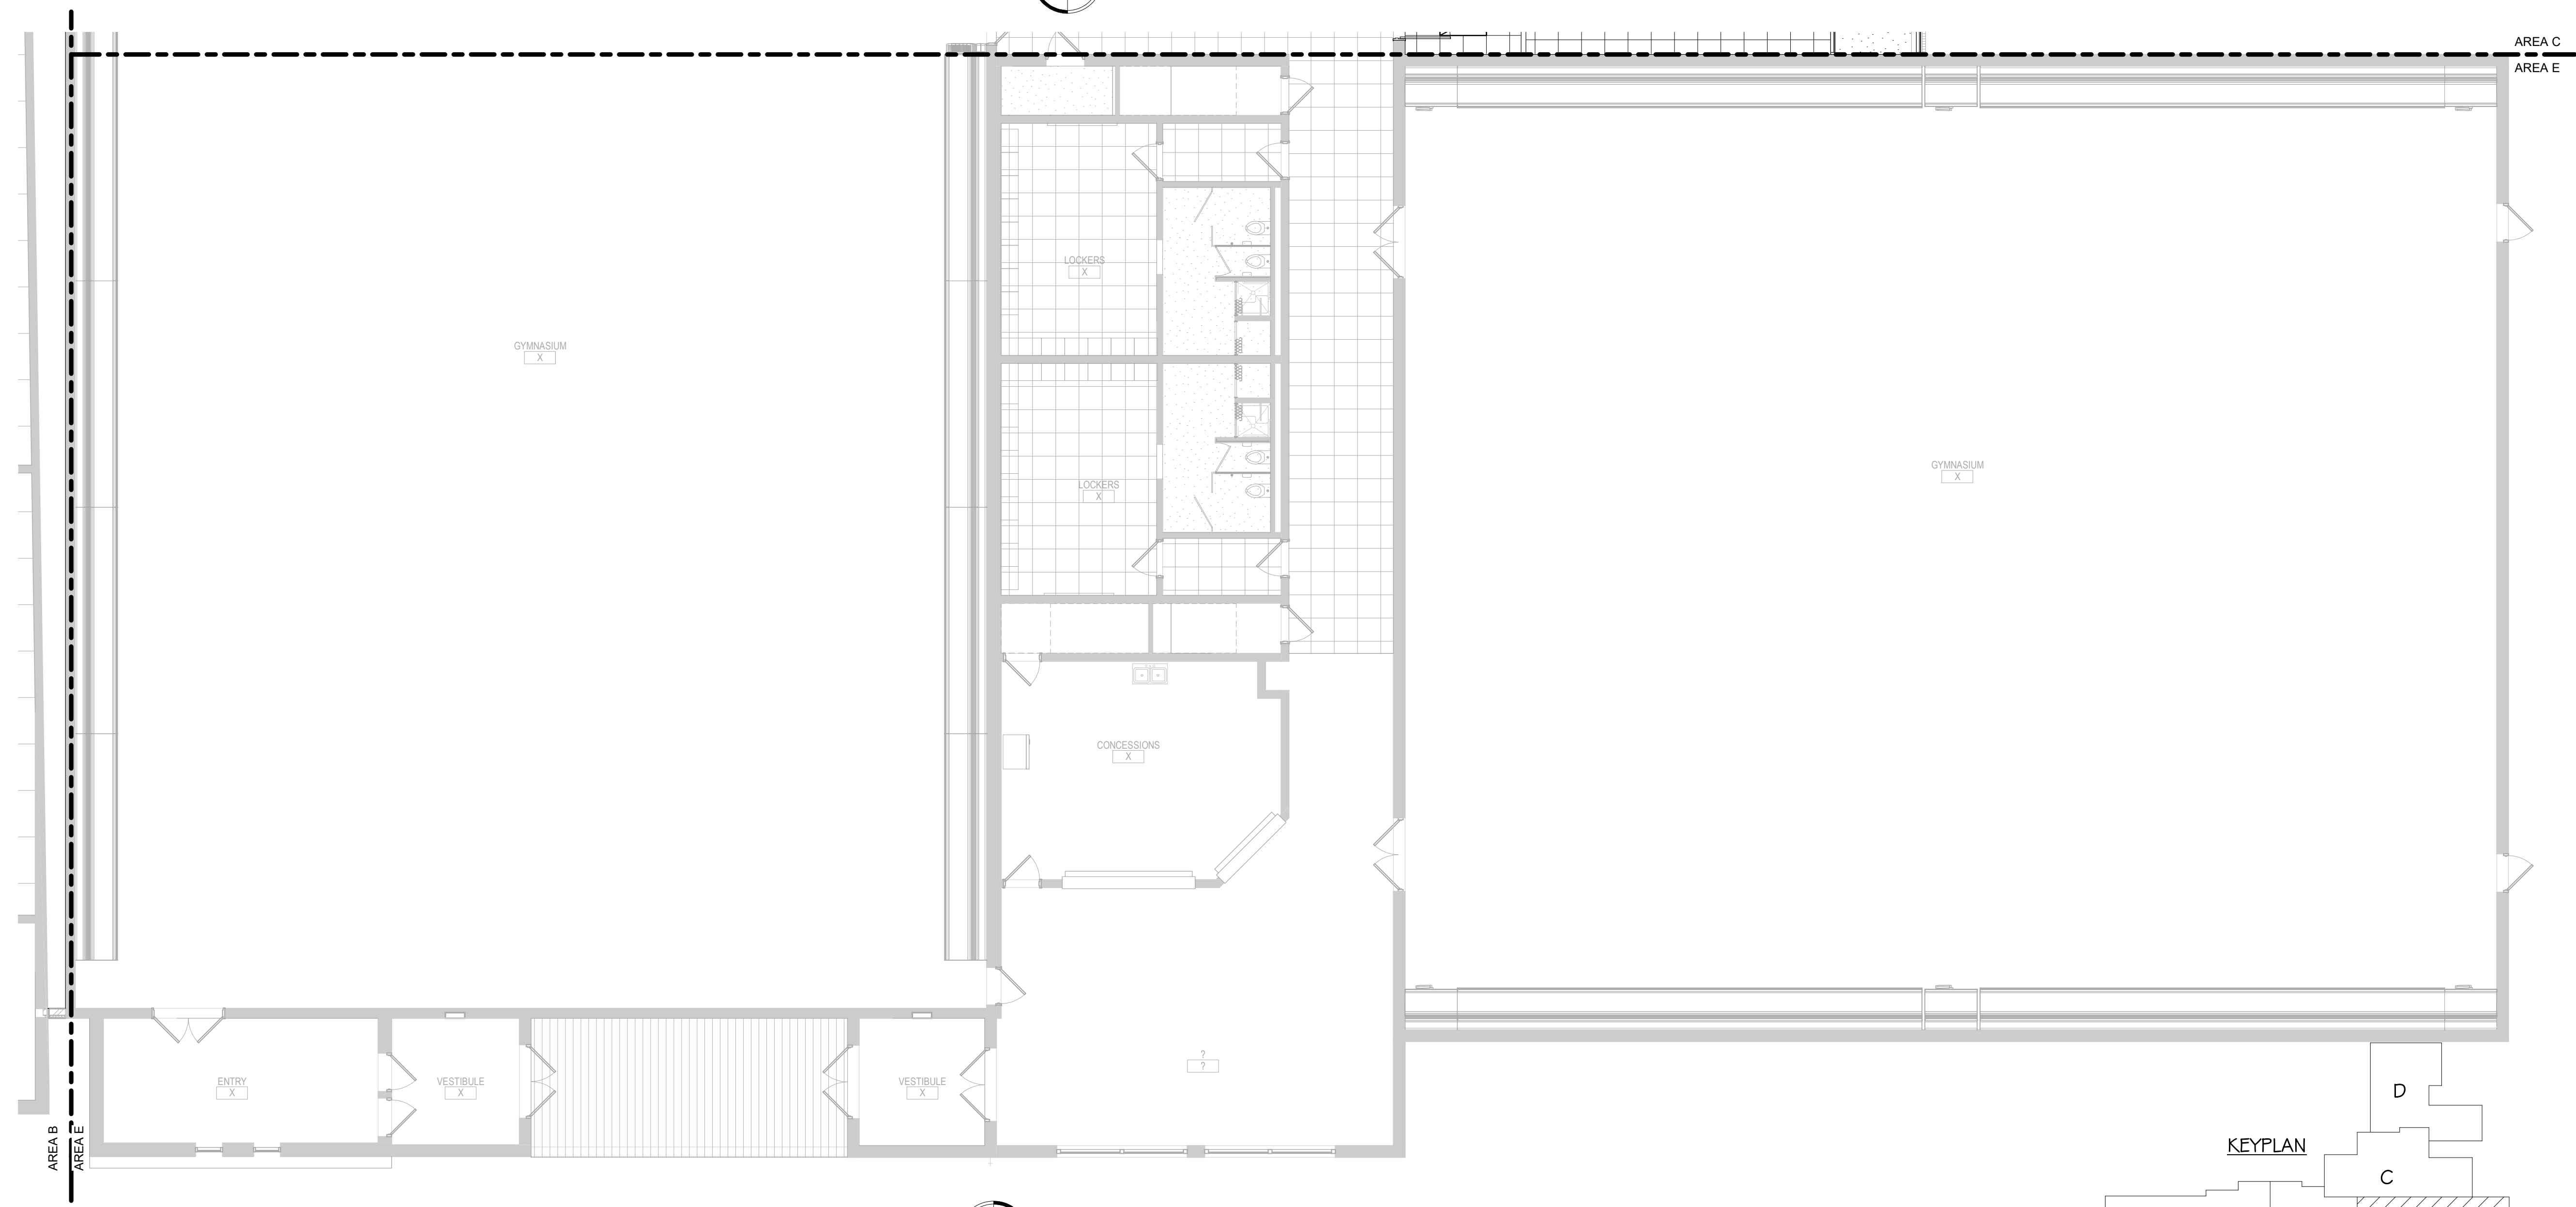 AREA C
AREA E
LOCKERS
X
GYMNASIUM
X
GYMNASIUM
X
LOCKERS
X
CONCESSIONS
X
?
?
ENTRY
X
VESTIBULE
X
VESTIBULE
X
AREA B
AREA E
D
KEYPLAN
C